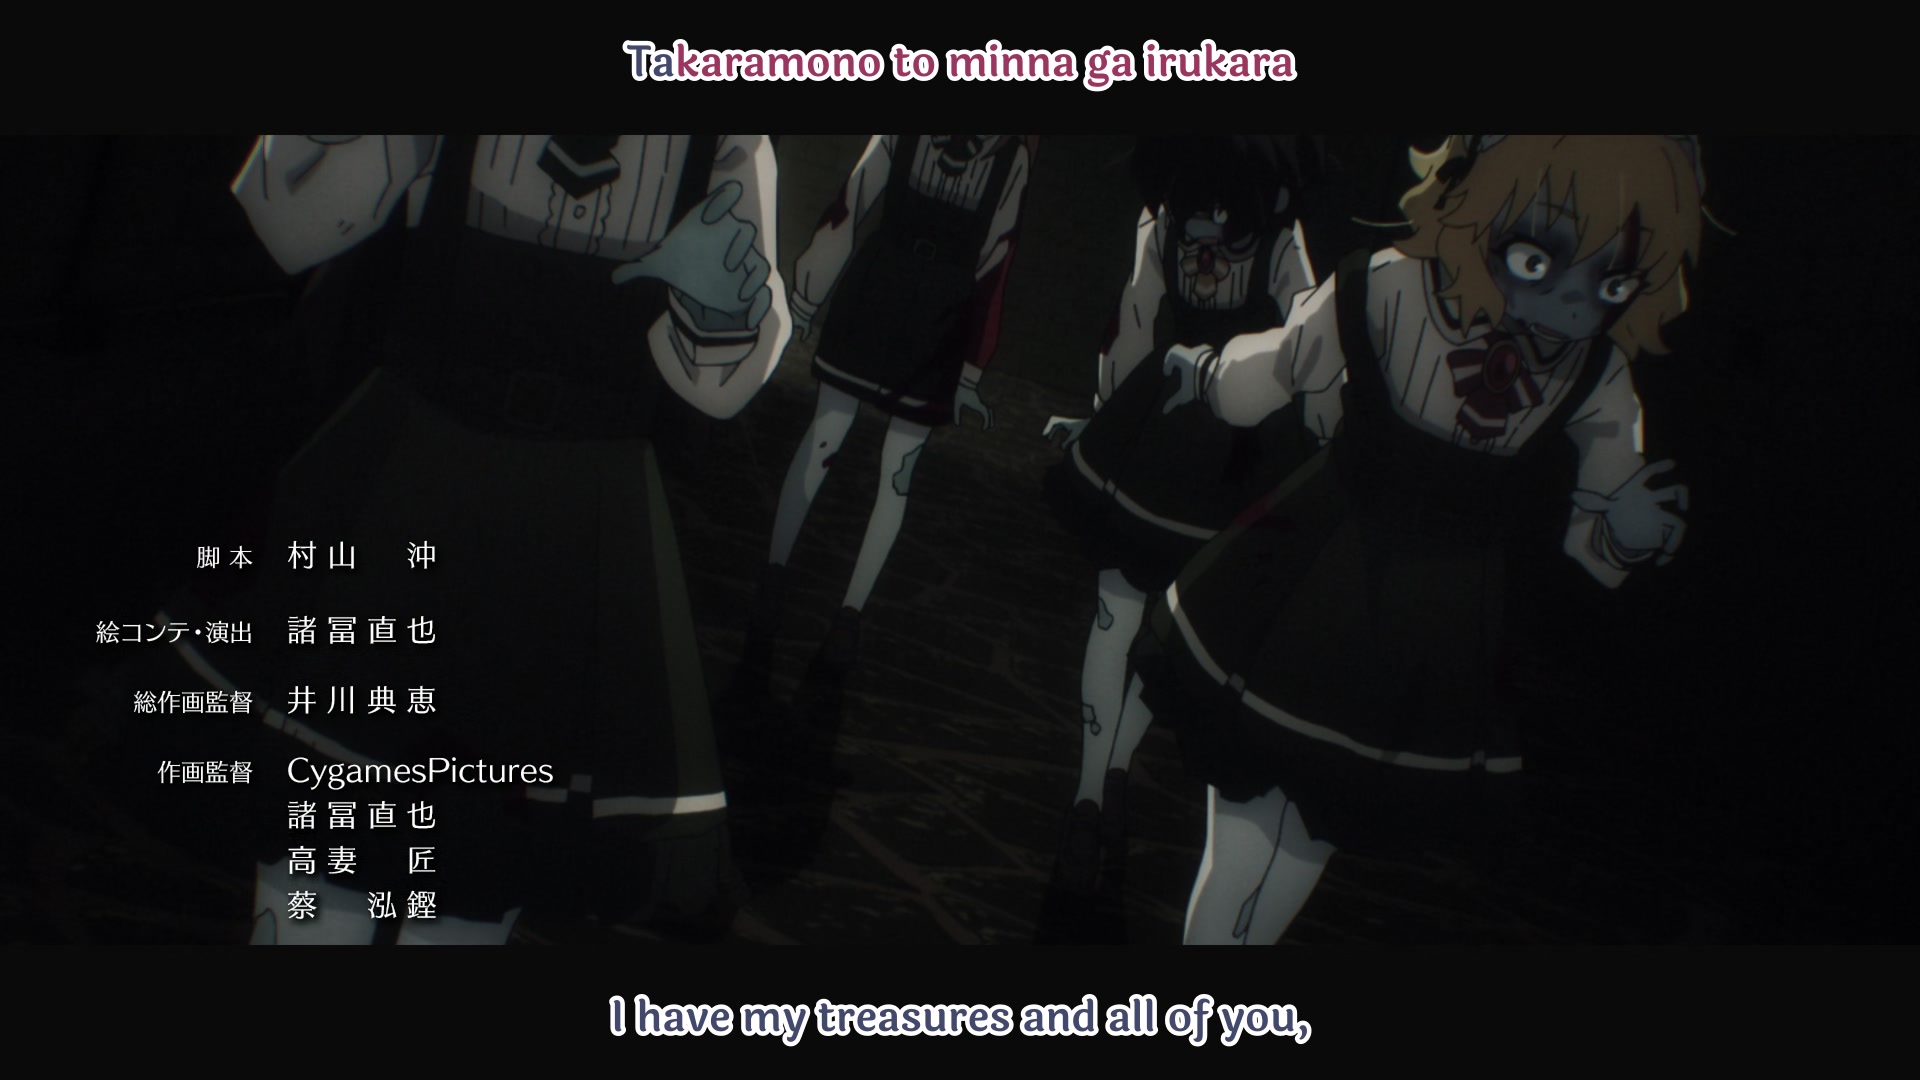 Takaramono to minna ga irukara
脚本 村山 沖
絵コンテ・演出 諸冨直也
総作画監督 井川典恵
作画監督 CygamesPictures
諸冨直也
高妻 匠
蔡 泓鏗
I have my treasures and all of you,